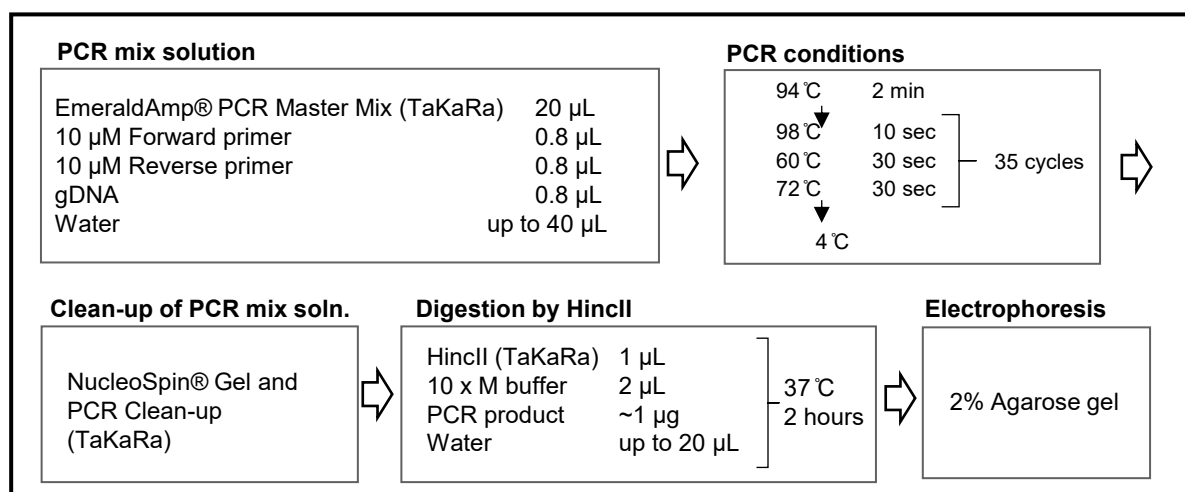 PCR mix solution
EmeraldAmp® PCR Master Mix (TaKaRa) 20 µL
10 µM Forward primer 0.8 µL
10 µM Reverse primer 0.8 µL
gDNA 0.8 µL
Water up to 40 µL
PCR conditions
94℃ 2 min
98℃ 10 sec
60℃ 30 sec
72℃ 30 sec
35 cycles
4℃
Clean-up of PCR mix soln.
NucleoSpin® Gel and
PCR Clean-up
(TaKaRa)
Digestion by HincII
HincII (TaKaRa) 1 µL
10 x M buffer 2 µL
PCR product ~1 µg
Water up to 20 µL
37℃
2 hours
Electrophoresis
2% Agarose gel